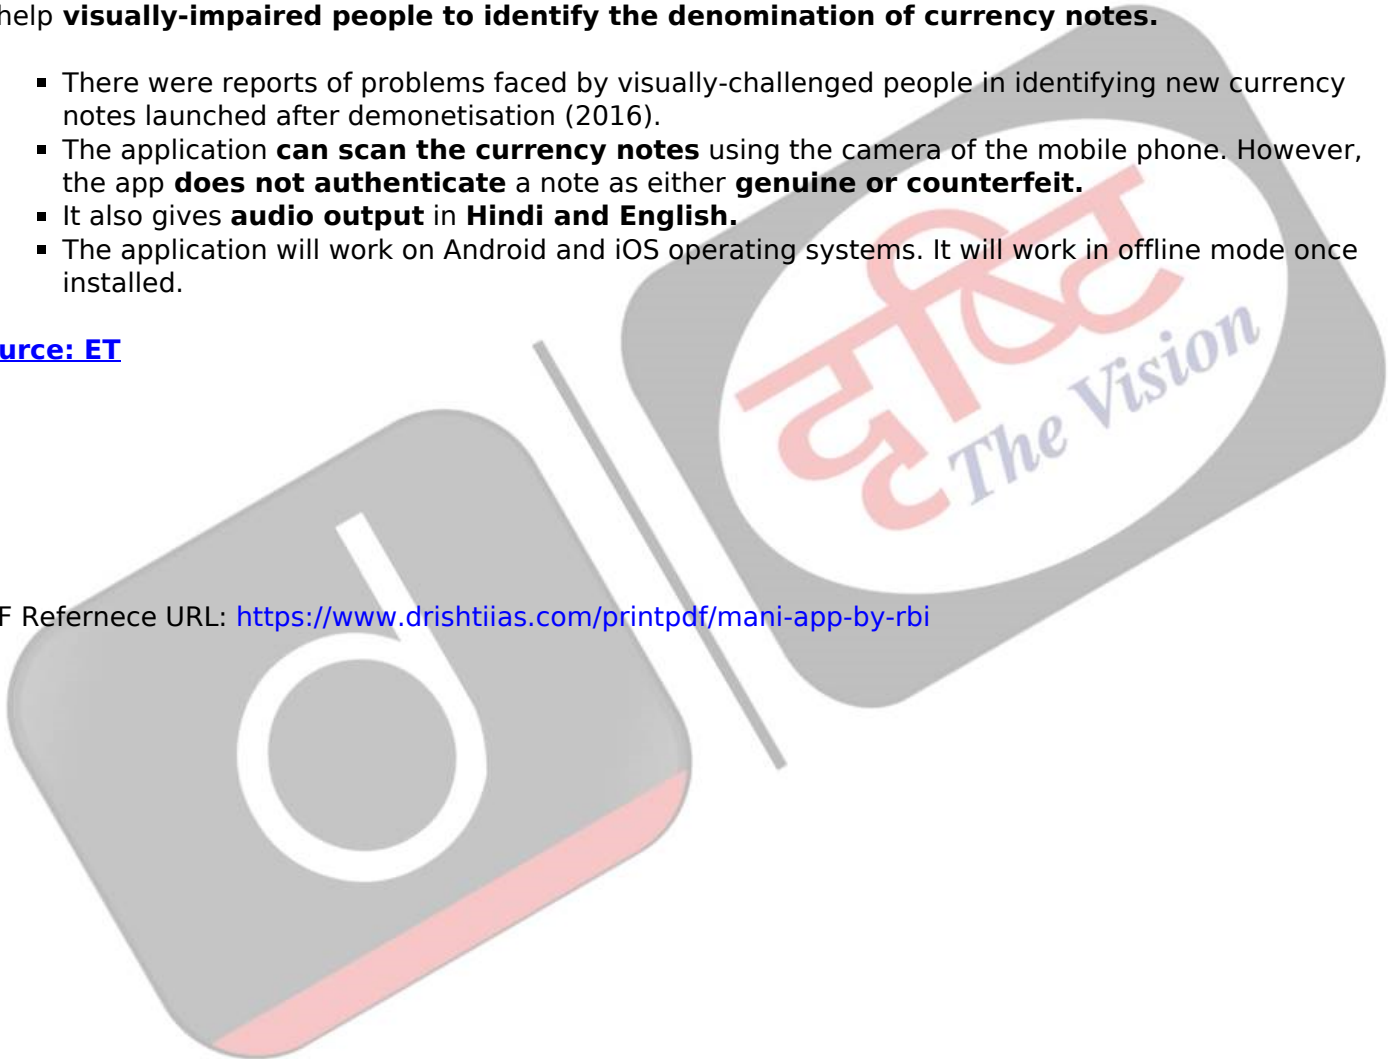 help visually-impaired people to identify the denomination of currency notes.
▪ There were reports of problems faced by visually-challenged people in identifying new currency
notes launched after demonetisation (2016).
▪ The application can scan the currency notes using the camera of the mobile phone. However,
the app does not authenticate a note as either genuine or counterfeit.
▪ It also gives audio output in Hindi and English.
▪ The application will work on Android and iOS operating systems. It will work in offline mode once
installed.
urce: ET
दृष्टि
The Vision
d
F Refernece URL: https://www.drishtiias.com/printpdf/mani-app-by-rbi